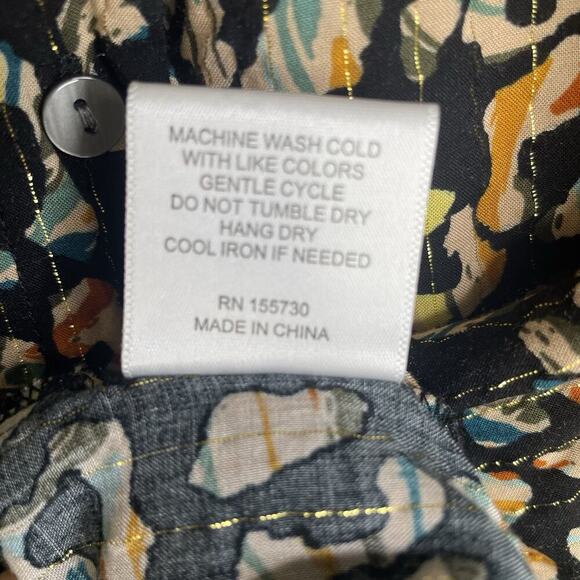 MACHINE WASH COLD
WITH LIKE COLORS
GENTLE CYCLE
DO NOT TUMBLE DRY
HANG DRY
COOL IRON IF NEEDED
RN 155730
MADE IN CHINA